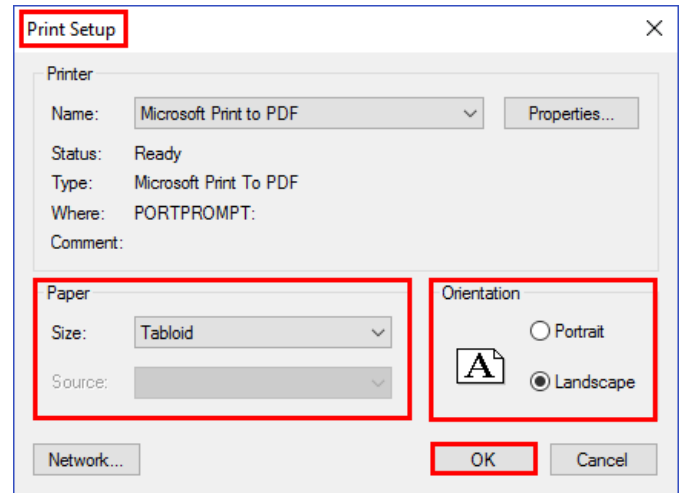 Print Setup
Printer
Name: Microsoft Print to PDF Properties...
Status: Ready
Type: Microsoft Print To PDF
Where: PORTPROMPT:
Comment:
Paper
Size: Tabloid
Source:
Orientation
Portrait
A
Landscape
Network... OK Cancel